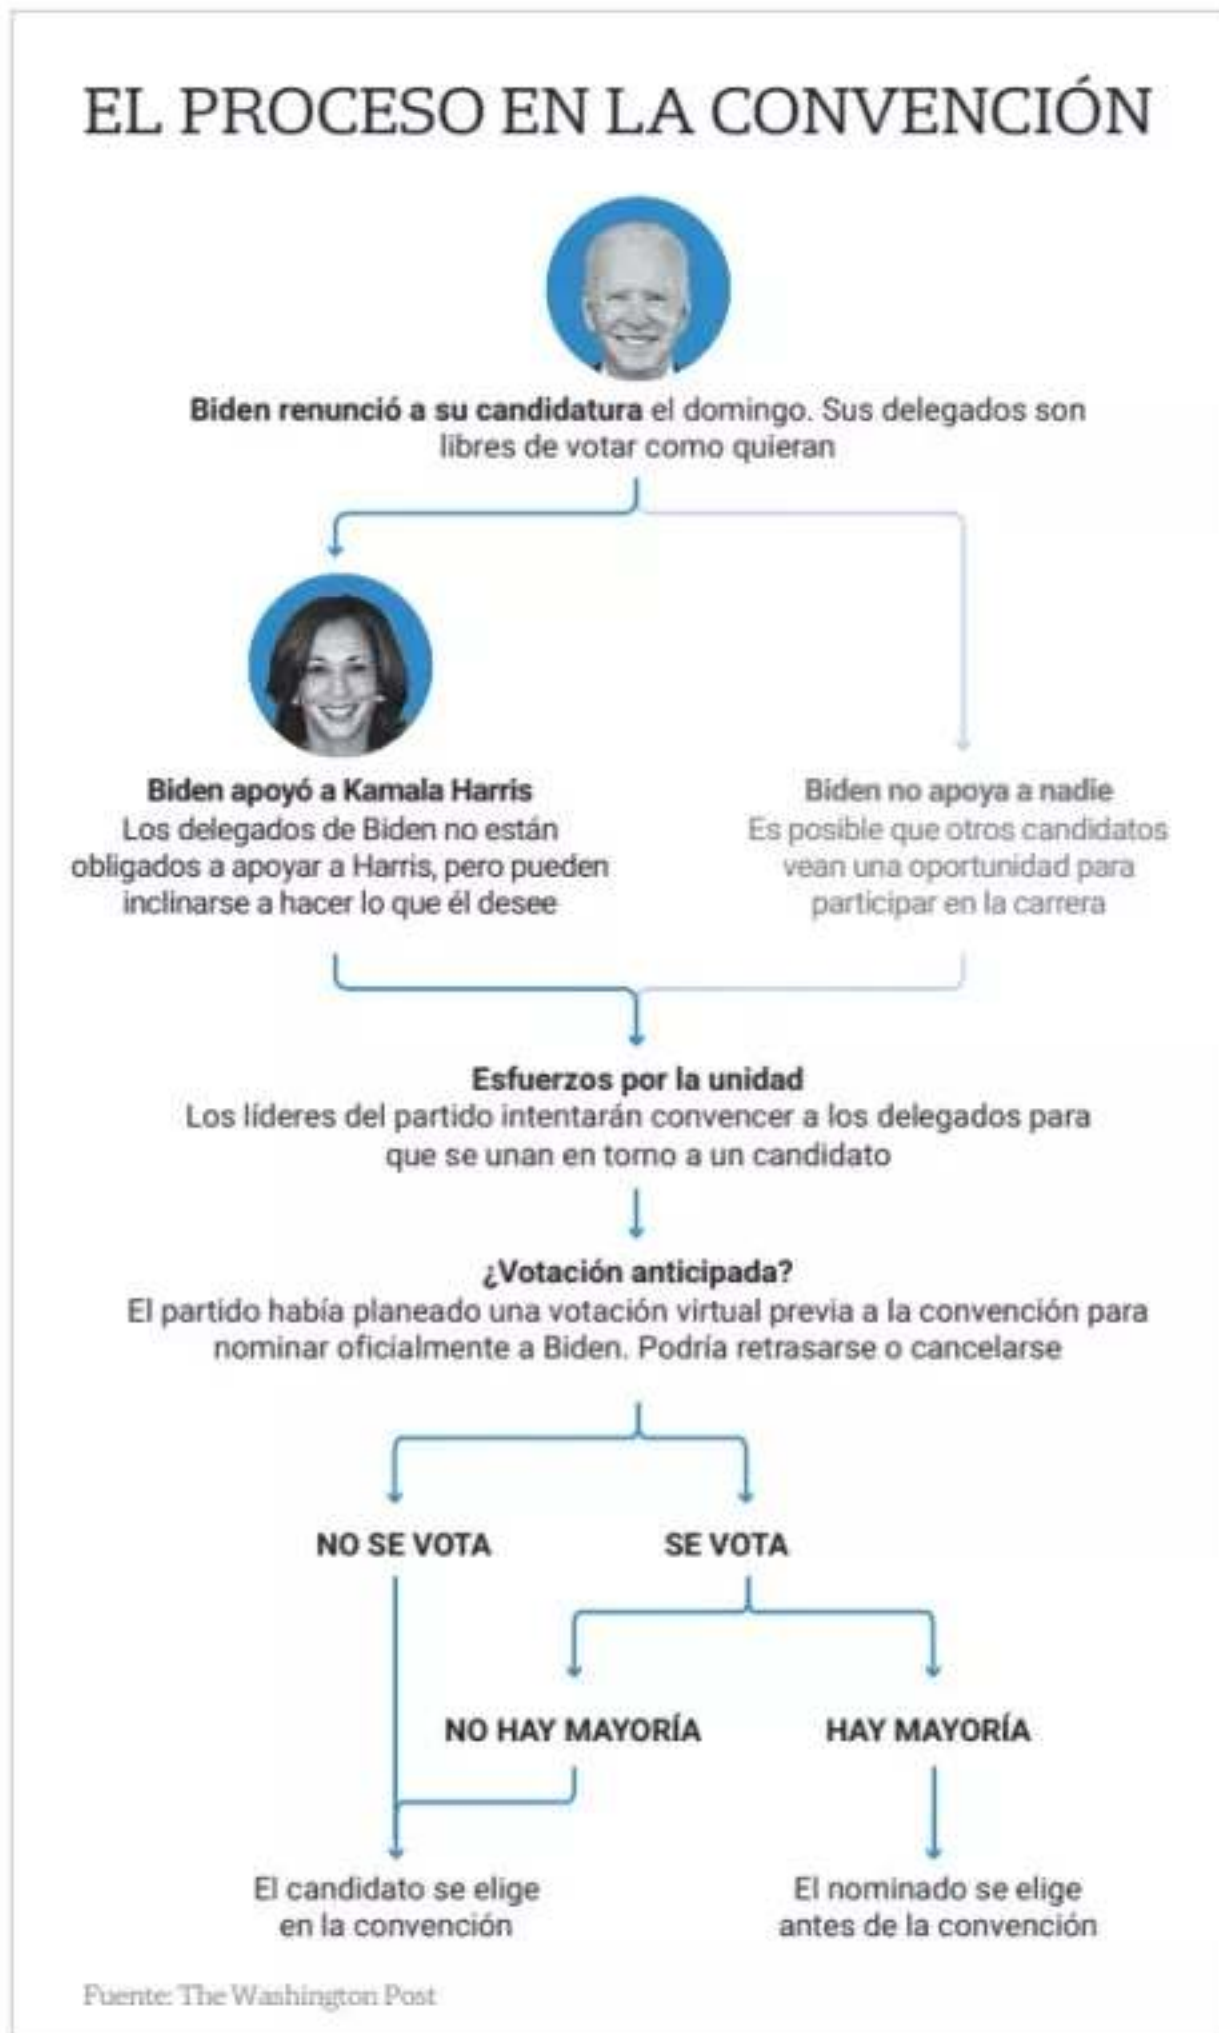 EL PROCESO EN LA CONVENCIÓN
Biden renunció a su candidatura el domingo. Sus delegados son
libres de votar como quieran
Biden apoyó a Kamala Harris
Los delegados de Biden no están
obligados a apoyar a Harris, pero pueden
inclinarse a hacer lo que él desee
Biden no apoya a nadie
Es posible que otros candidatos
vean una oportunidad para
participar en la carrera
Esfuerzos por la unidad
Los líderes del partido intentarán convencer a los delegados para
que se unan en torno a un candidato
¿Votación anticipada?
El partido había planeado una votación virtual previa a la convención para
nominar oficialmente a Biden. Podría retrasarse o cancelarse
NO SE VOTA
SE VOTA
NO HAY MAYORÍA
HAY MAYORÍA
El candidato se elige
en la convención
El nominado se elige
antes de la convención
Fuente: The Washington Post